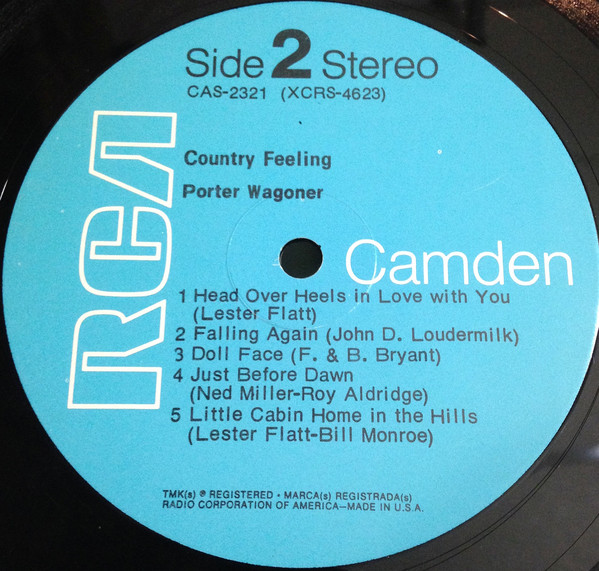 Side 2 Stereo
CAS-2321 (XCRS-4623)
RCA
Country Feeling
Porter Wagoner
Camden
1 Head Over Heels in Love with You
(Lester Flatt)
2 Falling Again (John D. Loudermilk)
3 Doll Face (F. & B. Bryant)
4 Just Before Dawn
(Ned Miller-Roy Aldridge)
5 Little Cabin Home in the Hills
(Lester Flatt-Bill Monroe)
TMK(s) ® REGISTERED • MARCA(s) REGISTRADA(s)
RADIO CORPORATION OF AMERICA—MADE IN U.S.A.